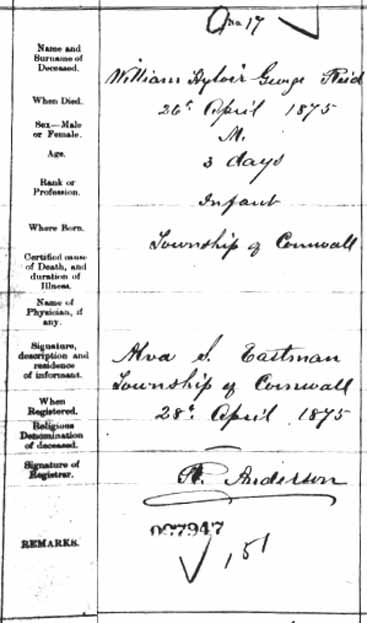 17
Name and
Surname of
Deceased.
William George Reid
When Died.
26th April 1875
Sex—Male
or Female.
M.
Age.
3 days
Rank or
Profession.
Infant
Where Born.
Township of Cornwall
Certified cause
of Death, and
duration of
Illness.
Name of
Physician, if
any.
Signature,
description and
residence
of informant.
Alva S. Eastman
Township of Cornwall
When
Registered.
28th April 1875
Religious
Denomination
of deceased.
Signature of
Registrar.
Anderson
007947
REMARKS.
151